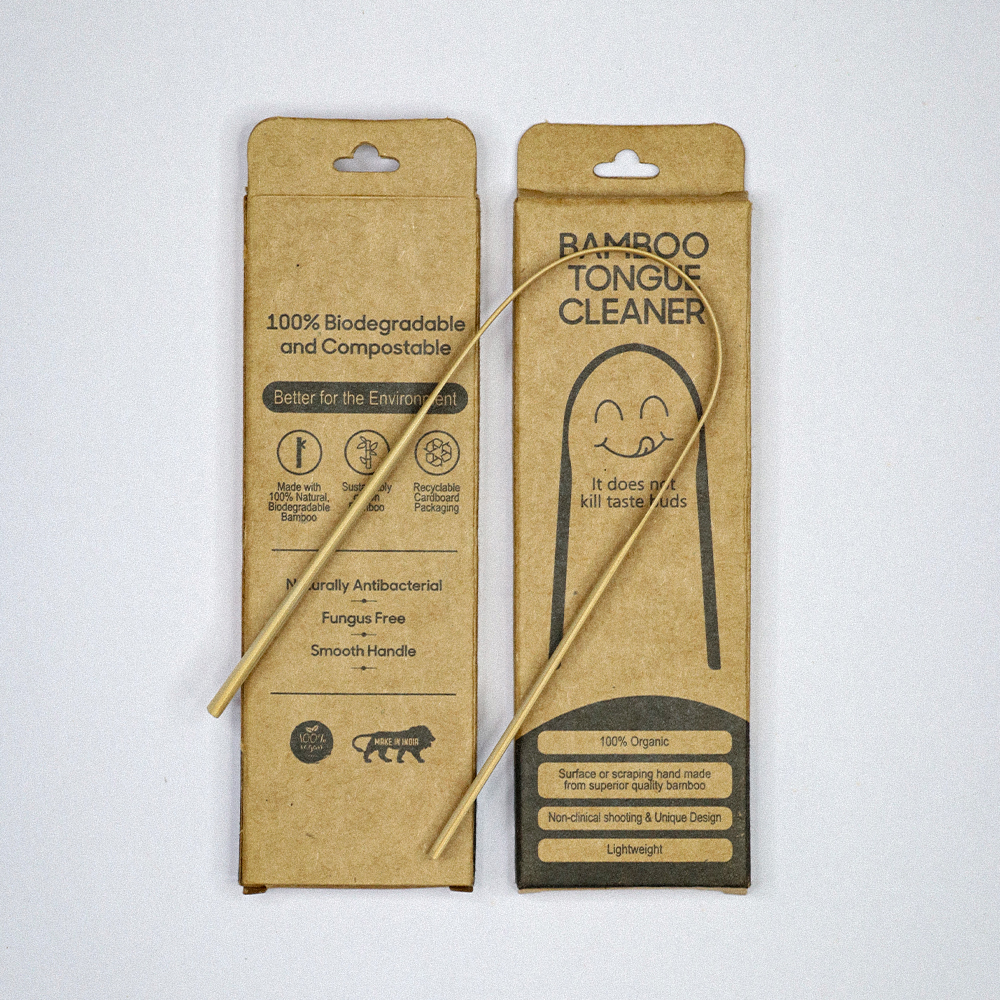 100% Biodegradable
and Compostable
Better for the Environment
Made with
100% Natural,
Biodegradable
Bamboo
Recyclable
Cardboard
Packaging
Naturally Antibacterial
Fungus Free
Smooth Handle
100%
vegan
MAKE IN INDIA
BAMBOO
TONGUE
CLEANER
It does not
kill taste buds
100% Organic
Surface or scraping hand made
from superior quality bamboo
Non-clinical shooting & Unique Design
Lightweight